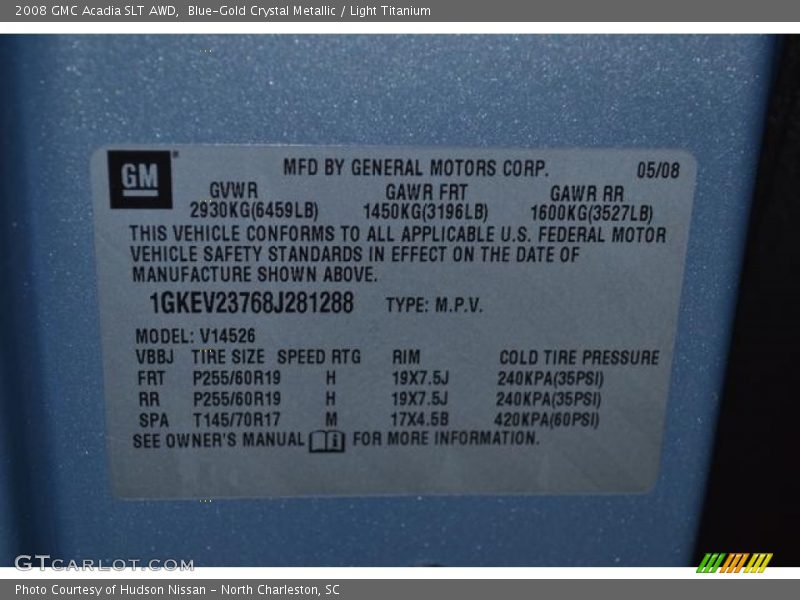 2008 GMC Acadia SLT AWD, Blue-Gold Crystal Metallic / Light Titanium
GM
MFD BY GENERAL MOTORS CORP. 05/08
GVWR GAWR FRT GAWR RR
2930KG(6459LB) 1450KG(3196LB) 1600KG(3527LB)
THIS VEHICLE CONFORMS TO ALL APPLICABLE U.S. FEDERAL MOTOR
VEHICLE SAFETY STANDARDS IN EFFECT ON THE DATE OF
MANUFACTURE SHOWN ABOVE.
1GKEV23768J281288 TYPE: M.P.V.
MODEL: V14526
VBBJ TIRE SIZE SPEED RTG RIM COLD TIRE PRESSURE
FRT P255/60R19 H 19X7.5J 240KPA(35PSI)
RR P255/60R19 H 19X7.5J 240KPA(35PSI)
SPA T145/70R17 M 17X4.5B 420KPA(60PSI)
SEE OWNER'S MANUAL FOR MORE INFORMATION.
GTCARLOT.COM
Photo Courtesy of Hudson Nissan - North Charleston, SC